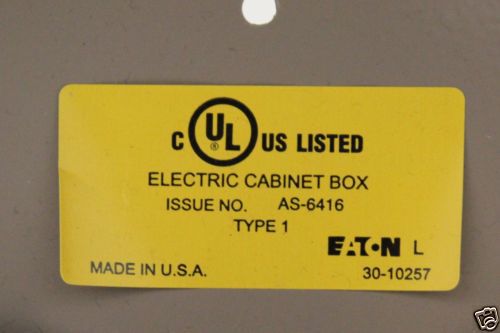 C UL ® US LISTED
ELECTRIC CABINET BOX
ISSUE NO. AS-6416
TYPE 1
EATON L
MADE IN U.S.A. 30-10257